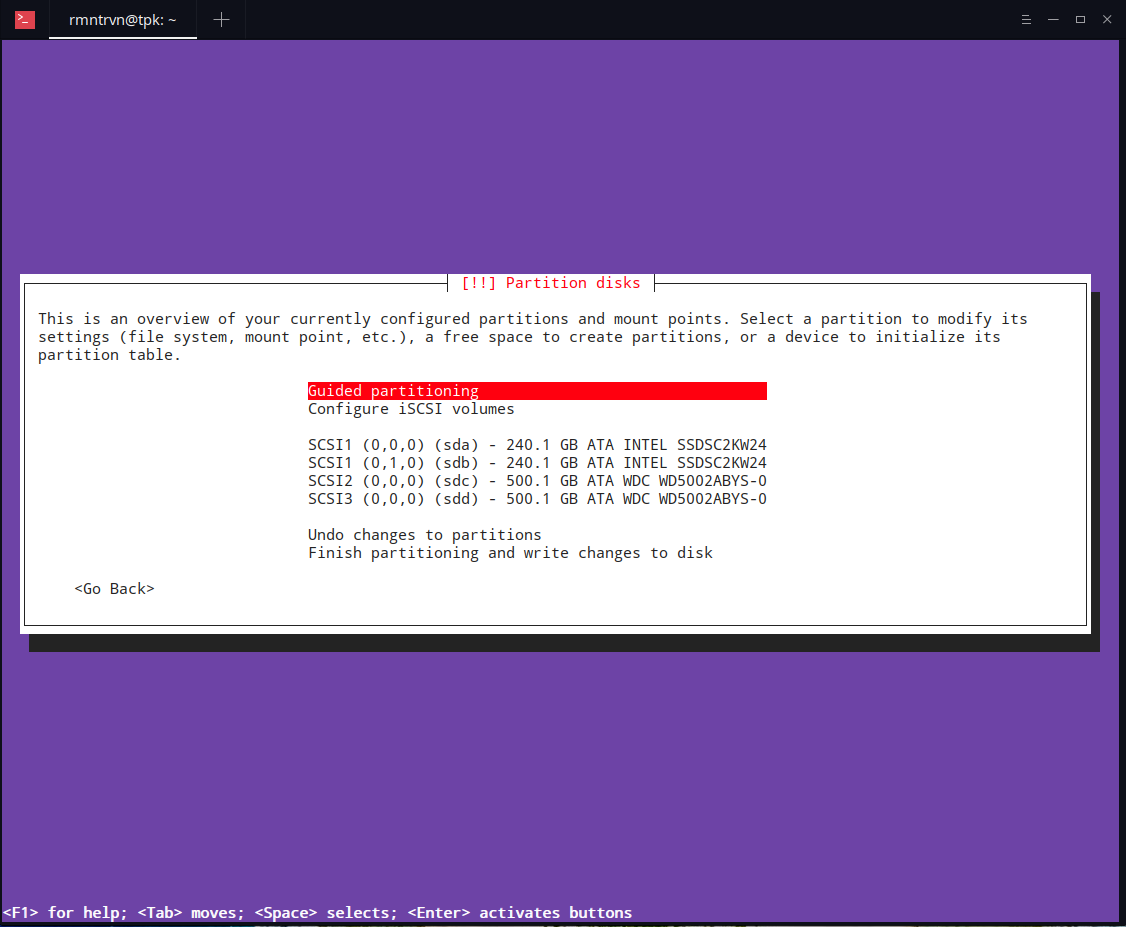 rmntrvn@tpk: ~
[!!] Partition disks
This is an overview of your currently configured partitions and mount points. Select a partition to modify its
settings (file system, mount point, etc.), a free space to create partitions, or a device to initialize its
partition table.
Guided partitioning
Configure iSCSI volumes
SCSI1 (0,0,0) (sda) - 240.1 GB ATA INTEL SSDSC2KW24
SCSI1 (0,1,0) (sdb) - 240.1 GB ATA INTEL SSDSC2KW24
SCSI2 (0,0,0) (sdc) - 500.1 GB ATA WDC WD5002ABYS-0
SCSI3 (0,0,0) (sdd) - 500.1 GB ATA WDC WD5002ABYS-0
Undo changes to partitions
Finish partitioning and write changes to disk
<Go Back>
<F1> for help; <Tab> moves; <Space> selects; <Enter> activates buttons